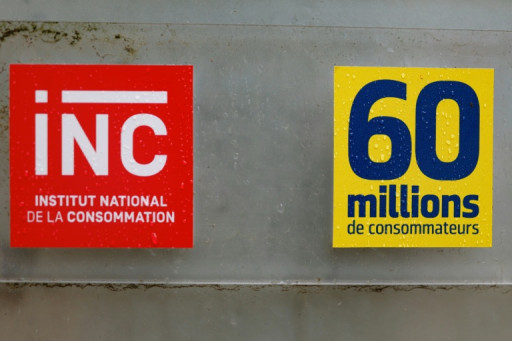 iNC
INSTITUT NATIONAL
DE LA CONSOMMATION
60
millions
de consommateurs